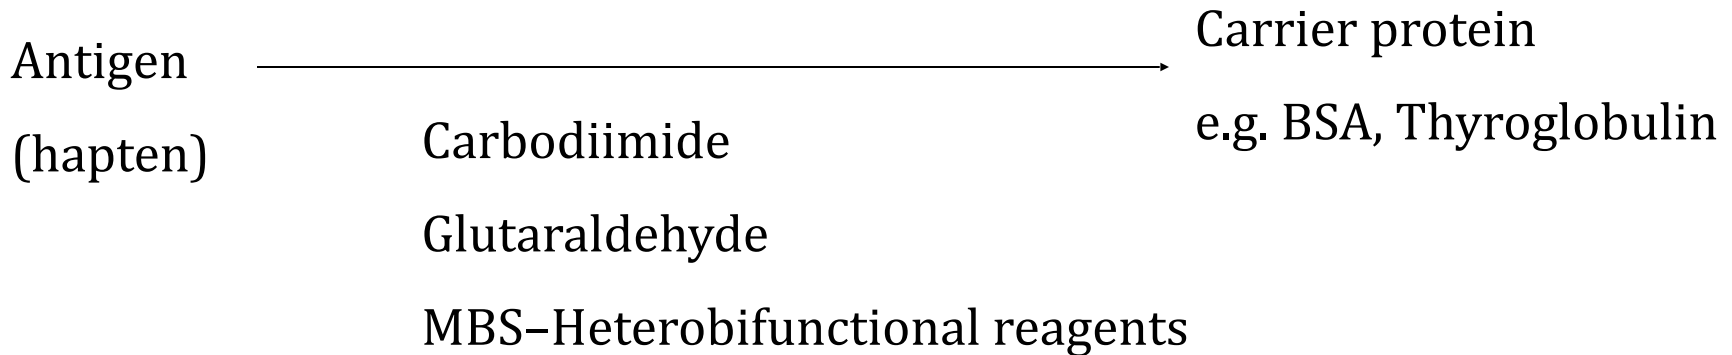 Antigen
(hapten)
Carbodiimide
Glutaraldehyde
MBS–Heterobifunctional reagents
Carrier protein
e.g. BSA, Thyroglobulin